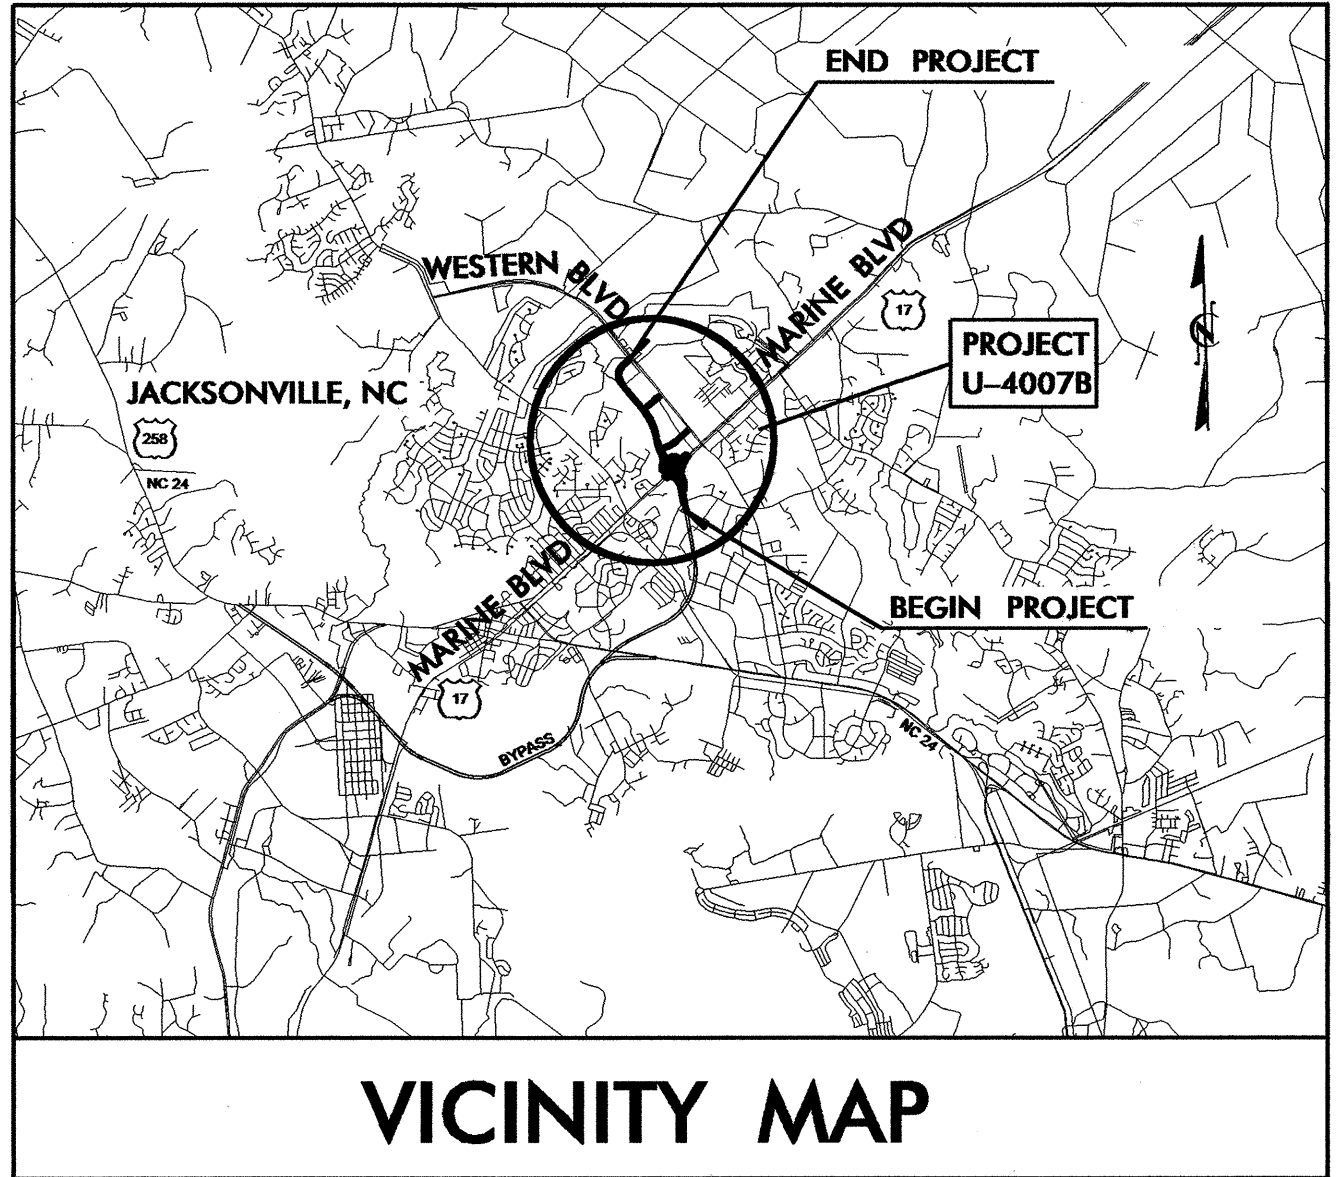 END PROJECT
MARINE BLVD
WESTERN BLVD
17
PROJECT
U-4007B
JACKSONVILLE, NC
258
NC 24
MARINE BLVD
BEGIN PROJECT
17
NC 24
BYPASS
N
VICINITY MAP